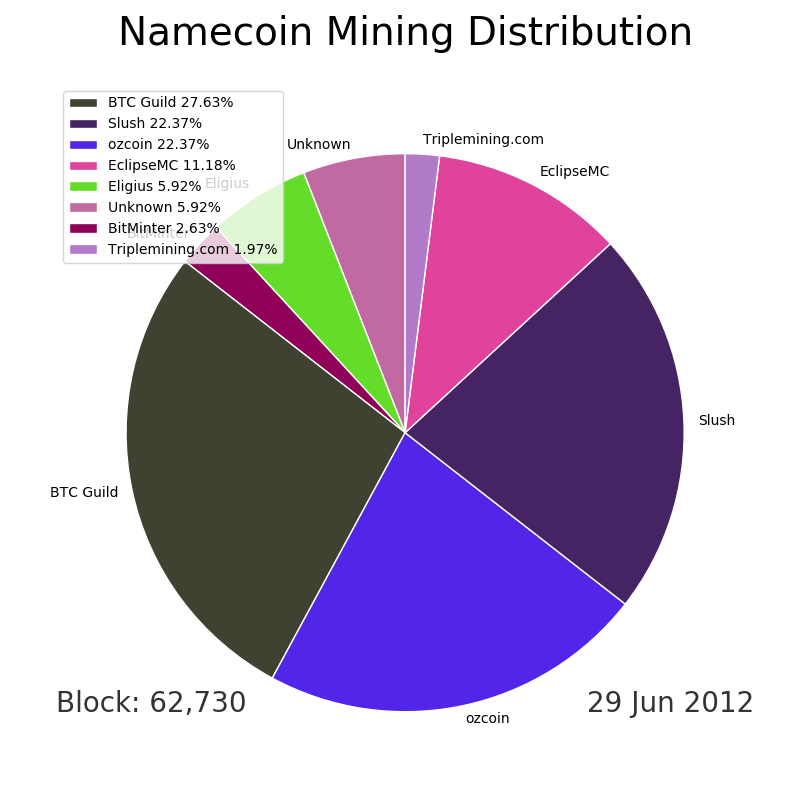 Namecoin Mining Distribution
BTC Guild 27.63%
Slush 22.37%
ozcoin 22.37%
EclipseMC 11.18%
Eligius 5.92%
Unknown 5.92%
BitMinter 2.63%
Triplemining.com 1.97%
Triplemining.com
Unknown
EclipseMC
Eligius
BitMinter
Slush
BTC Guild
ozcoin
Block: 62,730
29 Jun 2012